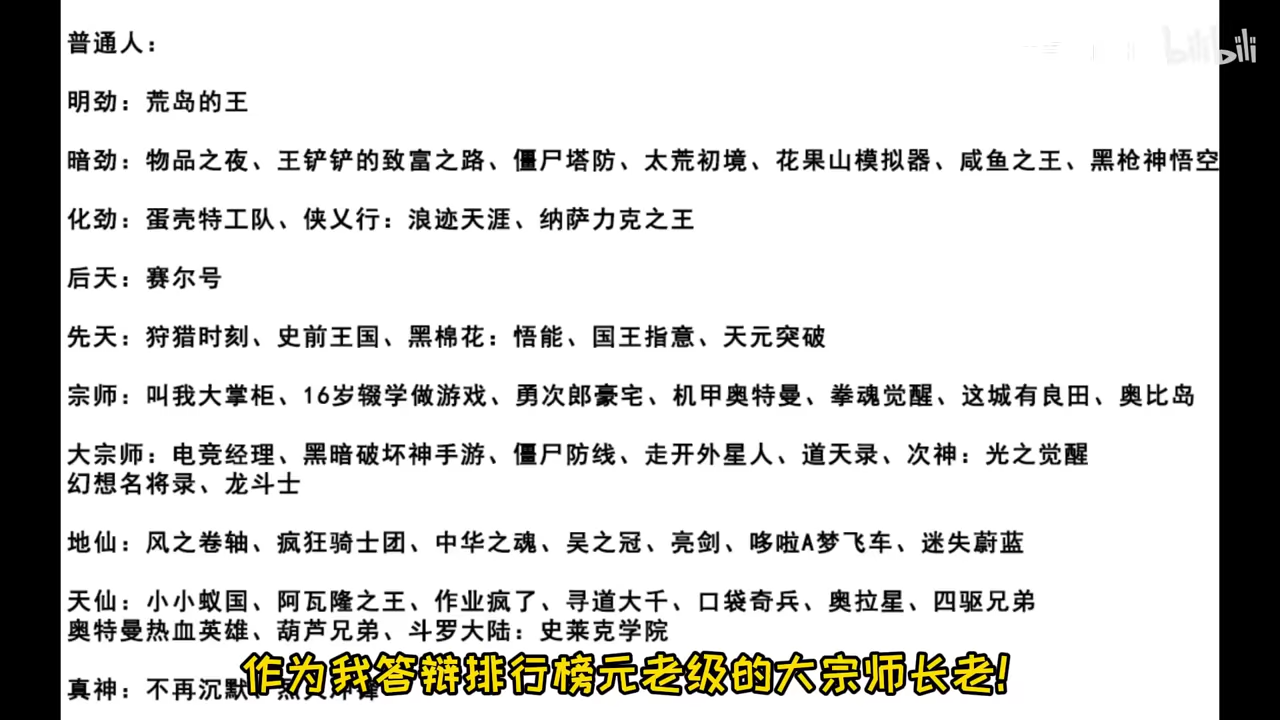 普通人：
bilibili
明劲：荒岛的王
暗劲：物品之夜、王铲铲的致富之路、僵尸塔防、太荒初境、花果山模拟器、咸鱼之王、黑枪神悟空
化劲：蛋壳特工队、侠乂行：浪迹天涯、纳萨力克之王
后天：赛尔号
先天：狩猎时刻、史前王国、黑棉花：悟能、国王指意、天元突破
宗师：叫我大掌柜、16岁辍学做游戏、勇次郎豪宅、机甲奥特曼、拳魂觉醒、这城有良田、奥比岛
大宗师：电竞经理、黑暗破坏神手游、僵尸防线、走开外星人、道天录、次神：光之觉醒
幻想名将录、龙斗士
地仙：风之卷轴、疯狂骑士团、中华之魂、吴之冠、亮剑、哆啦A梦飞车、迷失蔚蓝
天仙：小小蚁国、阿瓦隆之王、作业疯了、寻道大千、口袋奇兵、奥拉星、四驱兄弟
奥特曼热血英雄、葫芦兄弟、斗罗大陆：史莱克学院
真神：不再沉默、
作为我答辩排行榜元老级的大宗师长老!